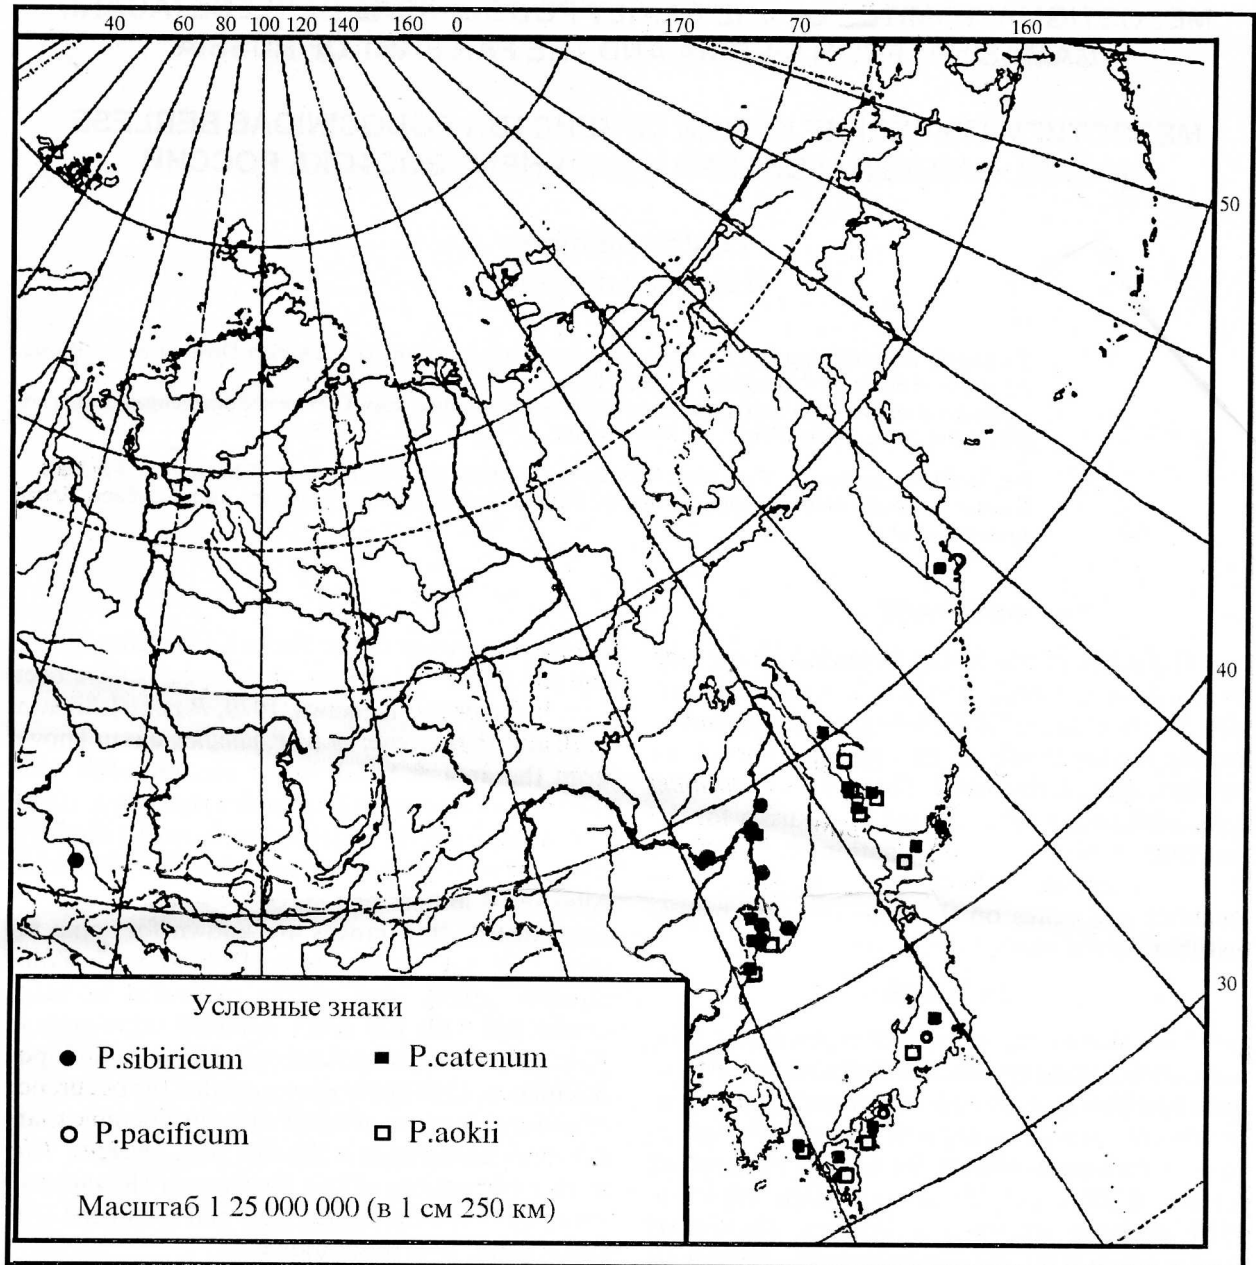 40 60 80 100 120 140 160 0 170 70 160
50
40
30
Условные знаки
P.sibiricum P.catenum
P.pacificum P.aokii
Масштаб 1 25 000 000 (в 1 см 250 км)